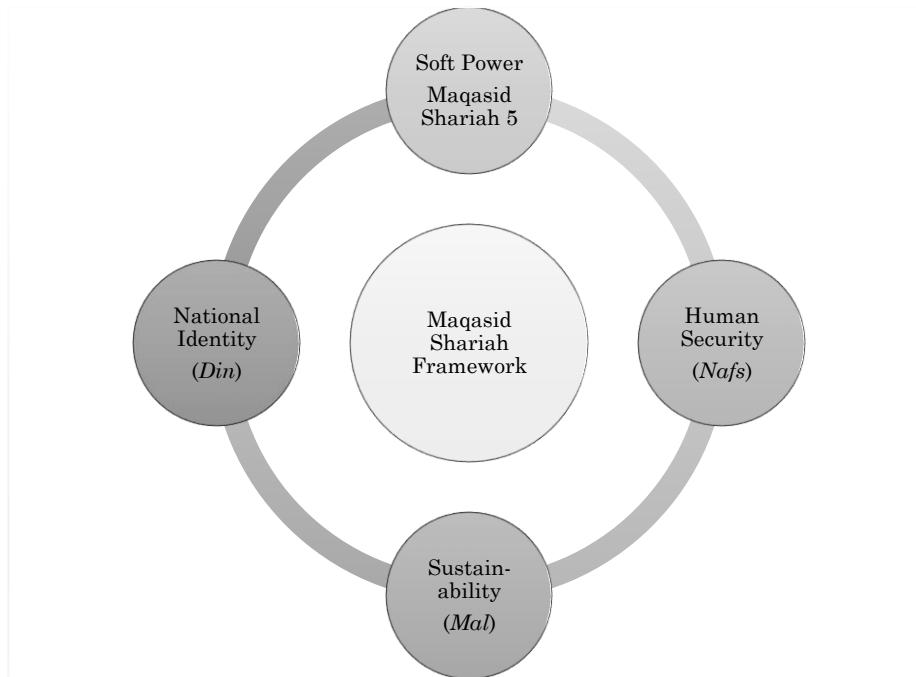 Soft Power
Maqasid
Shariah 5
National
Identity
(Din)
Maqasid
Shariah
Framework
Human
Security
(Nafs)
Sustain-
ability
(Mal)